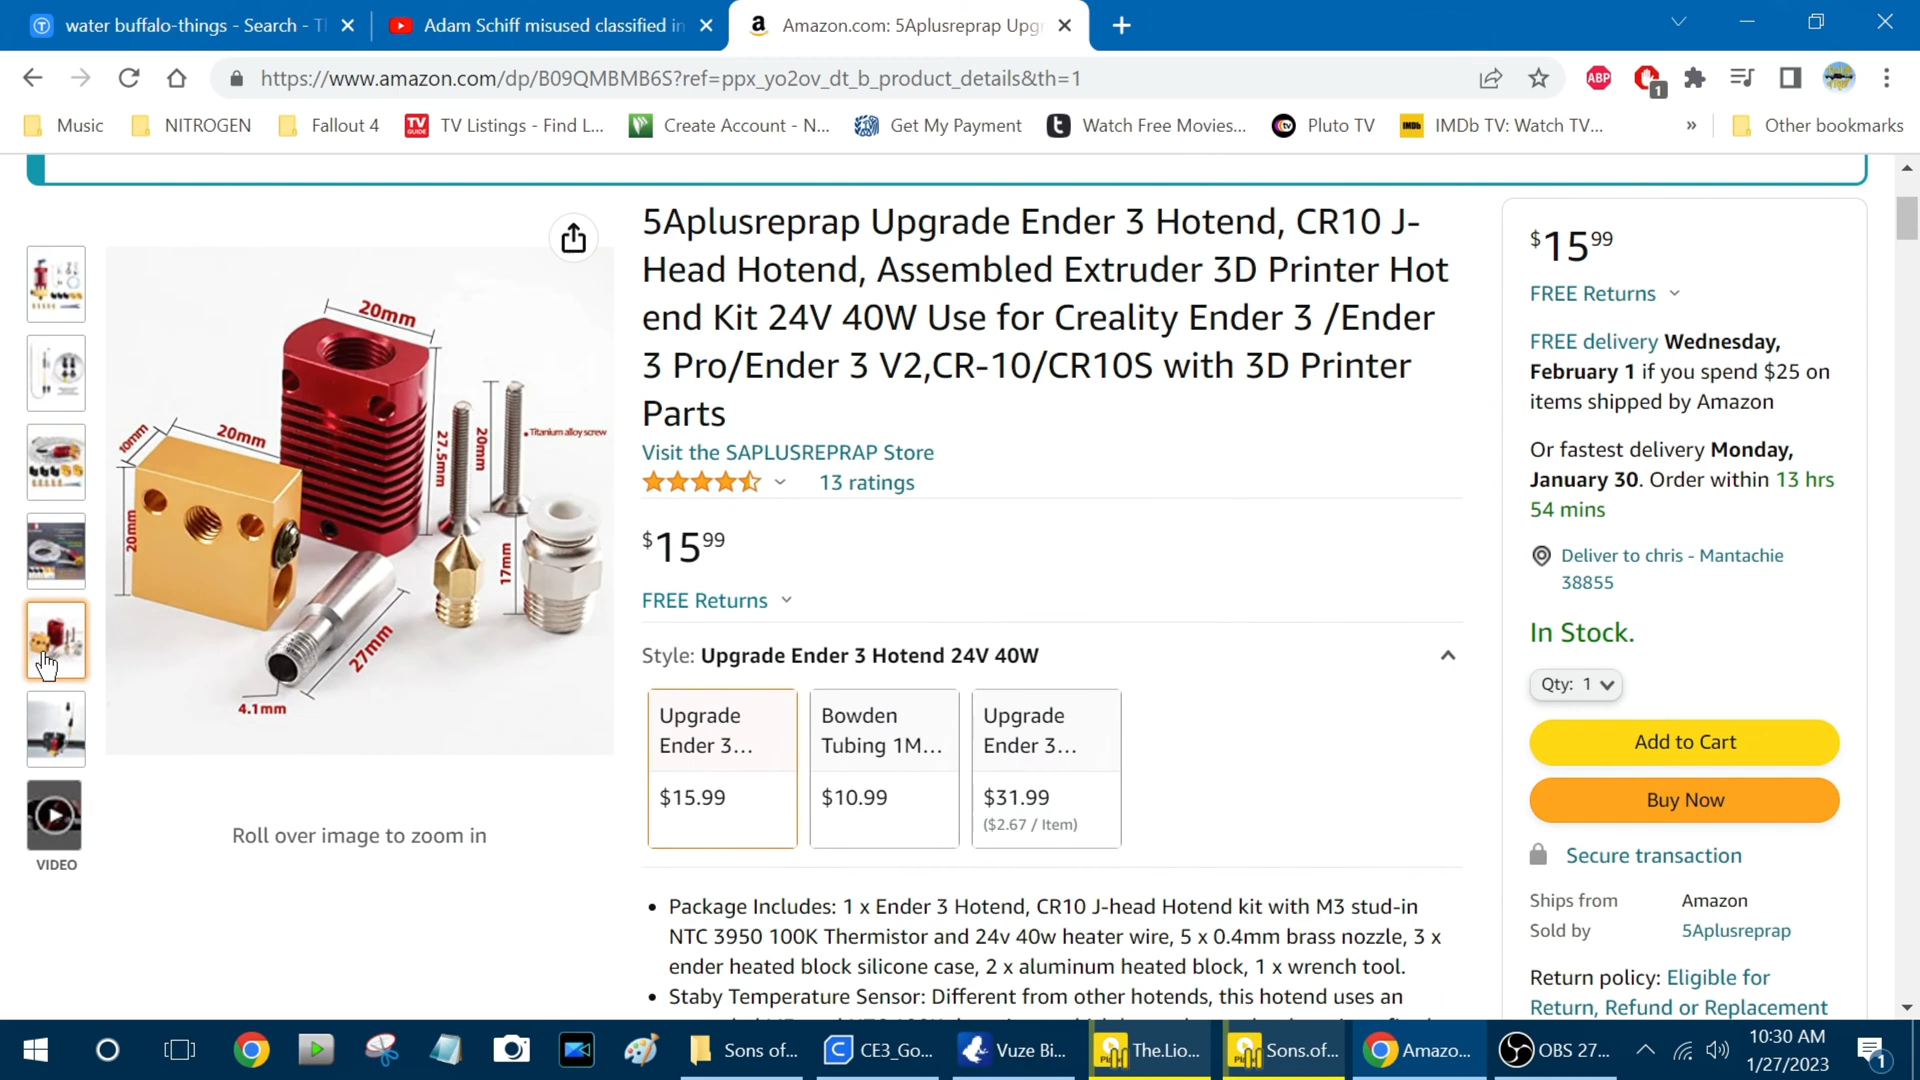 water buffalo-things - Search - Th
Adam Schiff misused classified in
Amazon.com: 5Aplusreprap Upgr
https://www.amazon.com/dp/B09QMBMB6S?ref=ppx_yo2ov_dt_b_product_details&th=1
ABP
1
Music
NITROGEN
Fallout 4
TV Listings - Find L...
Create Account - N...
Get My Payment
Watch Free Movies...
Pluto TV
IMDb TV: Watch TV...
»
Other bookmarks
5Aplusreprap Upgrade Ender 3 Hotend, CR10 J-
Head Hotend, Assembled Extruder 3D Printer Hot
end Kit 24V 40W Use for Creality Ender 3 /Ender
3 Pro/Ender 3 V2,CR-10/CR10S with 3D Printer
Parts
Visit the 5APLUSREPRAP Store
13 ratings
$15.99
FREE Returns
Style: Upgrade Ender 3 Hotend 24V 40W
Upgrade
Ender 3...
$15.99
Bowden
Tubing 1M...
$10.99
Upgrade
Ender 3...
$31.99
($2.67 / Item)
• Package Includes: 1 x Ender 3 Hotend, CR10 J-head Hotend kit with M3 stud-in
NTC 3950 100K Thermistor and 24v 40w heater wire, 5 x 0.4mm brass nozzle, 3 x
ender heated block silicone case, 2 x aluminum heated block, 1 x wrench tool.
• Staby Temperature Sensor: Different from other hotends, this hotend uses an
20mm
20mm
10mm
20mm
27.5mm
20mm
Titanium alloy screw
17mm
27mm
4.1mm
Roll over image to zoom in
VIDEO
$15.99
FREE Returns
FREE delivery Wednesday,
February 1 if you spend $25 on
items shipped by Amazon
Or fastest delivery Monday,
January 30. Order within 13 hrs
54 mins
Deliver to chris - Mantachie
38855
In Stock.
Qty: 1
Add to Cart
Buy Now
Secure transaction
Ships from Amazon
Sold by 5Aplusreprap
Return policy: Eligible for
Return, Refund or Replacement
Sons of...
CE3_Go...
Vuze Bi...
The.Lio...
Sons.of...
Amazo...
OBS 27...
10:30 AM
1/27/2023
1